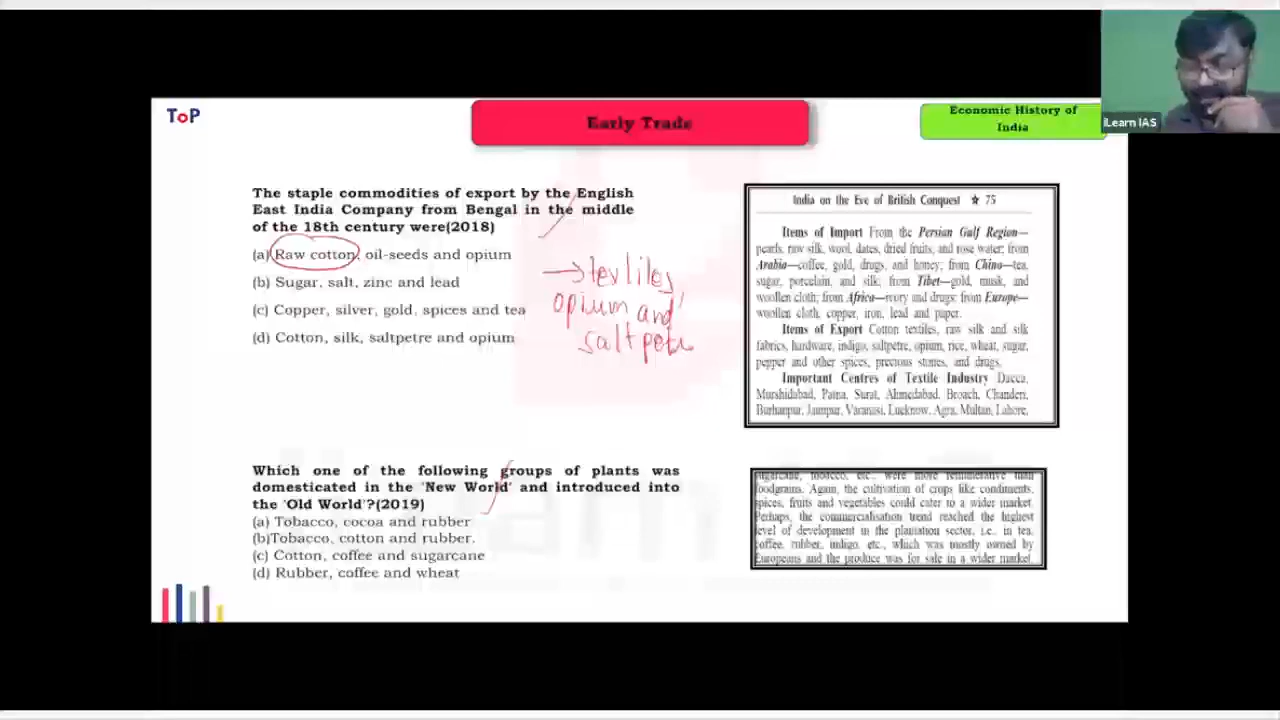 ToP
Early Trade
Economic History of
India
iLearn IAS
The staple commodities of export by the English
East India Company from Bengal in the middle
of the 18th century were(2018)
(a) Raw cotton, oil-seeds and opium
(b) Sugar, salt, zinc and lead
(c) Copper, silver, gold, spices and tea
(d) Cotton, silk, saltpetre and opium
→ textiles,
opium and
saltpetre
India on the Eve of British Conquest ★ 75
Items of Import From the Persian Gulf Region—
pearls, raw silk, wool, dates, dried fruits, and rose water; from
Arabia—coffee, gold, drugs, and honey; from China—tea,
sugar, porcelain, and silk; from Tibet—gold, musk, and
woollen cloth; from Africa—ivory and drugs; from Europe—
woollen cloth, copper, iron, lead and paper.
Items of Export Cotton textiles, raw silk and silk
fabrics, hardware, indigo, saltpetre, opium, rice, wheat, sugar,
pepper and other spices, precious stones, and drugs.
Important Centres of Textile Industry Dacca,
Murshidabad, Patna, Surat, Ahmedabad, Broach, Chanderi,
Burhanpur, Jaunpur, Varanasi, Lucknow, Agra, Multan, Lahore,
Which one of the following groups of plants was
domesticated in the 'New World' and introduced into
the 'Old World'?(2019)
(a) Tobacco, cocoa and rubber
(b)Tobacco, cotton and rubber.
(c) Cotton, coffee and sugarcane
(d) Rubber, coffee and wheat
sugarcane, tobacco, etc., were more remunerative than
foodgrains. Again, the cultivation of crops like condiments,
spices, fruits and vegetables could cater to a wider market.
Perhaps, the commercialisation trend reached the highest
level of development in the plantation sector, i.e., in tea,
coffee, rubber, indigo, etc., which was mostly owned by
Europeans and the produce was for sale in a wider market.